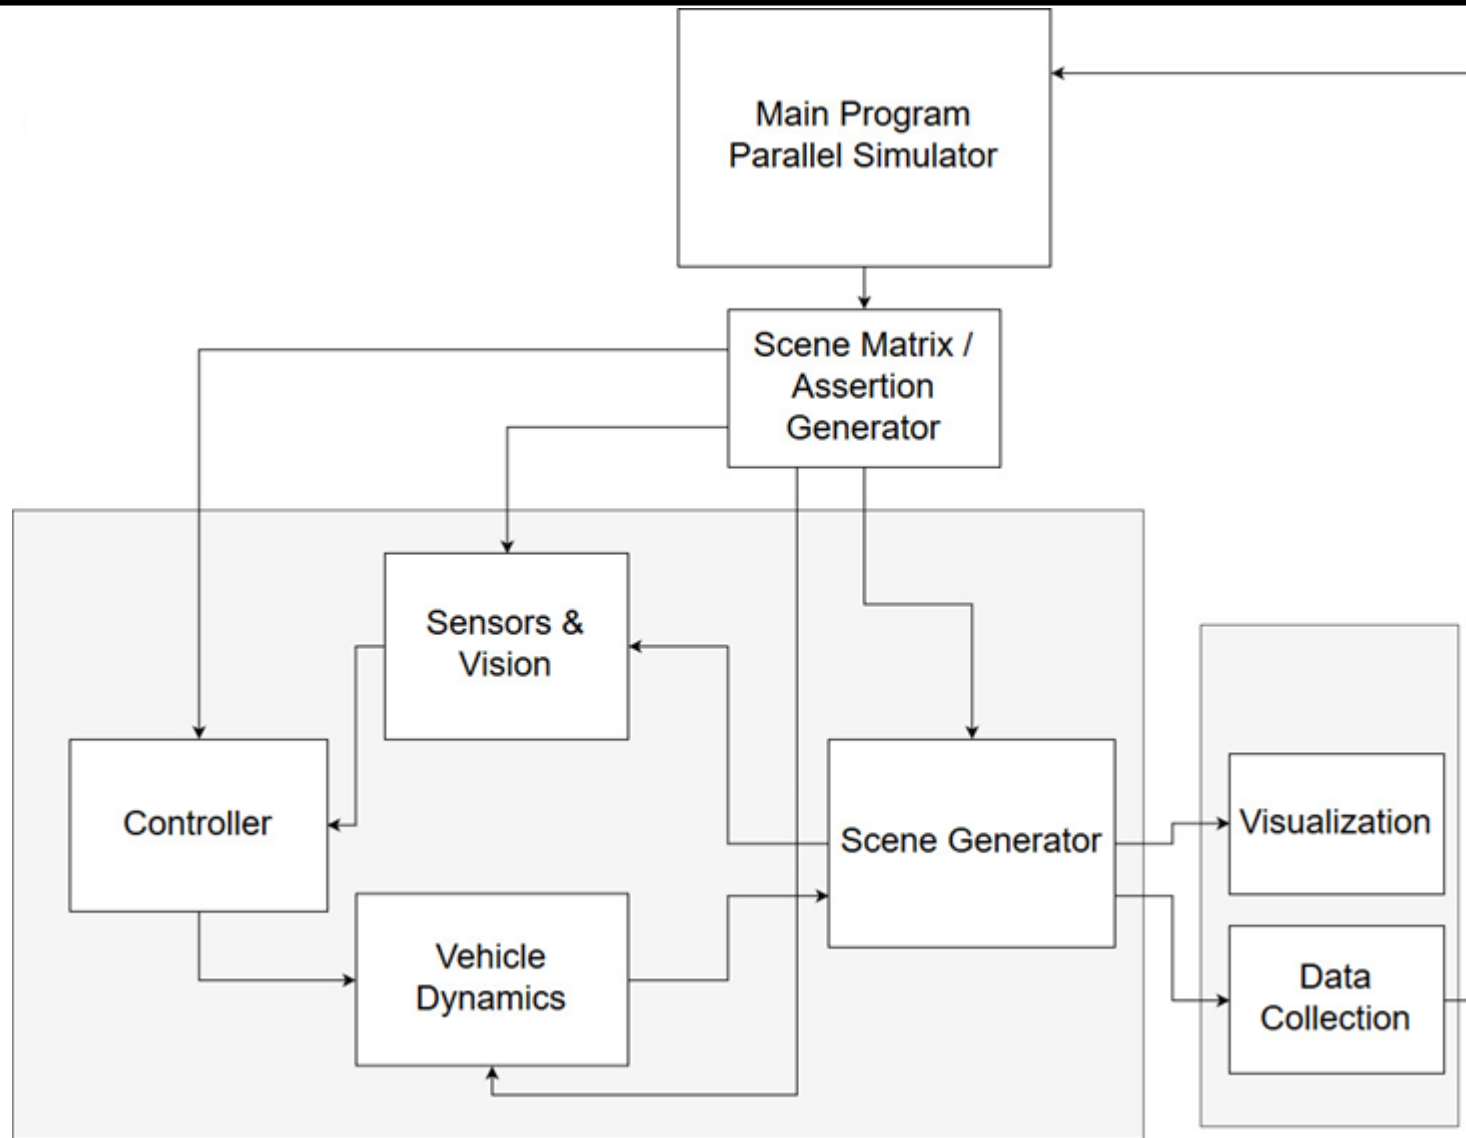 Main Program
Parallel Simulator
Scene Matrix /
Assertion
Generator
Sensors &
Vision
Controller
Scene Generator
Visualization
Vehicle
Dynamics
Data
Collection